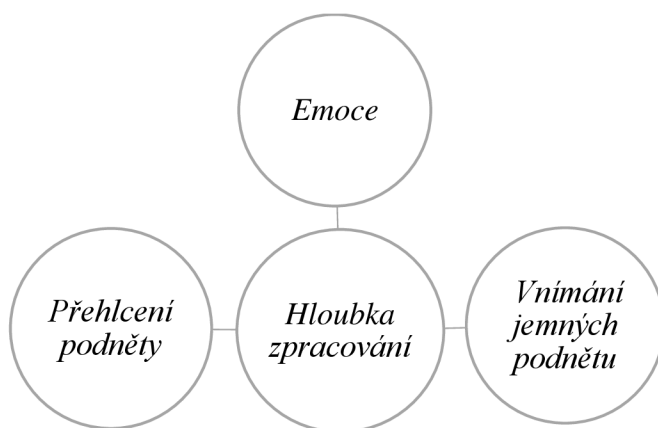 Emoce
Přehlcení
podněty
Hloubka
zpracování
Vnímání
jemných
podnětu